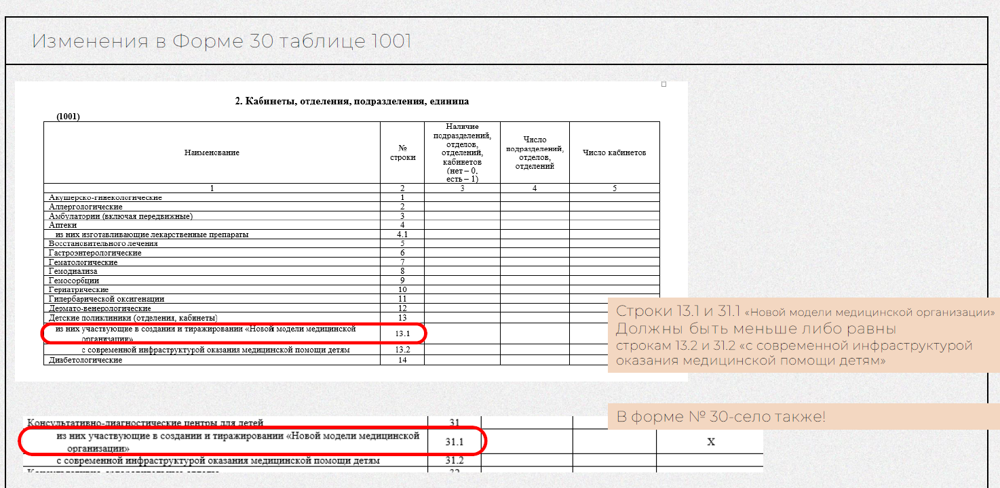 Изменения в Форме 30 таблице 1001
2. Кабинеты, отделения, подразделения, единица
(1001)
Наименование
№
строки
Наличие
подразделений,
отделов,
отделений,
кабинетов
(нет – 0,
есть – 1)
Число
подразделений,
отделов,
отделений
Число кабинетов
1 2 3 4 5
Акушерско-гинекологические 1
Аллергологические 2
Амбулатории (включая передвижные) 3
Аптеки 4
из них изготавливающие лекарственные препараты 4.1
Восстановительного лечения 5
Гастроэнтерологические 6
Гематологические 7
Гемодиализа 8
Гемосорбции 9
Гериатрические 10
Гипербарической оксигенации 11
Дермато-венерологические 12
Детские поликлиники (отделения, кабинеты) 13
из них участвующие в создании и тиражирования «Новой модели медицинской
организации» 13.1
с современной инфраструктурой оказания медицинской помощи детям 13.2
Диабетологические 14
Строки 13.1 и 31.1 «Новой модели медицинской организации»
Должны быть меньше либо равны
строкам 13.2 и 31.2 «с современной инфраструктурой
оказания медицинской помощи детям»
В форме № 30-село также!
Консультативно-диагностические центры для детей 31
из них участвующие в создании и тиражировании «Новой модели медицинской
организации» 31.1 X
с современной инфраструктурой оказания медицинской помощи детям 31.2